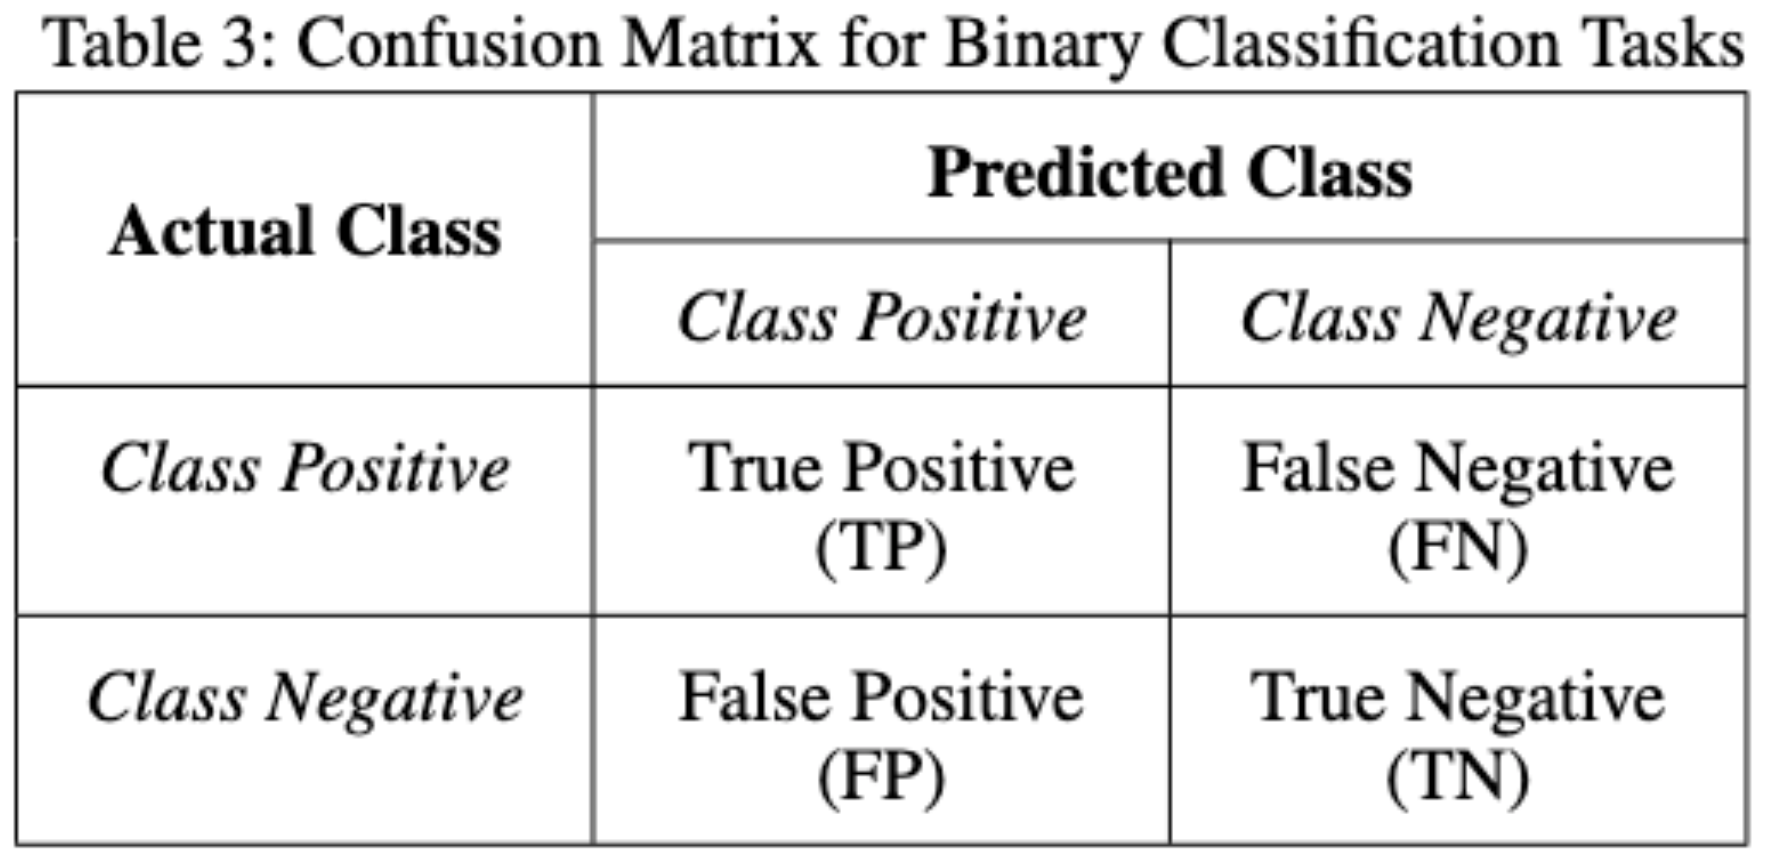 Table 3: Confusion Matrix for Binary Classification Tasks
Actual Class
Predicted Class
Class Positive
Class Negative
Class Positive
True Positive
(TP)
False Negative
(FN)
Class Negative
False Positive
(FP)
True Negative
(TN)